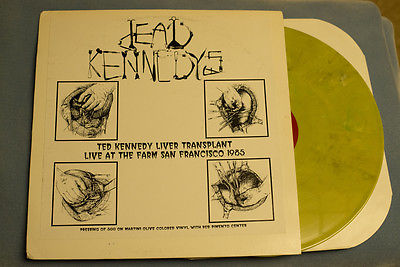 DEAD
KENNEDYS
TED KENNEDY LIVER TRANSPLANT
LIVE AT THE FARM SAN FRANCISCO 1985
PRESSING OF 600 ON MARTINI OLIVE COLORED VINYL WITH RED PIMENTO CENTER